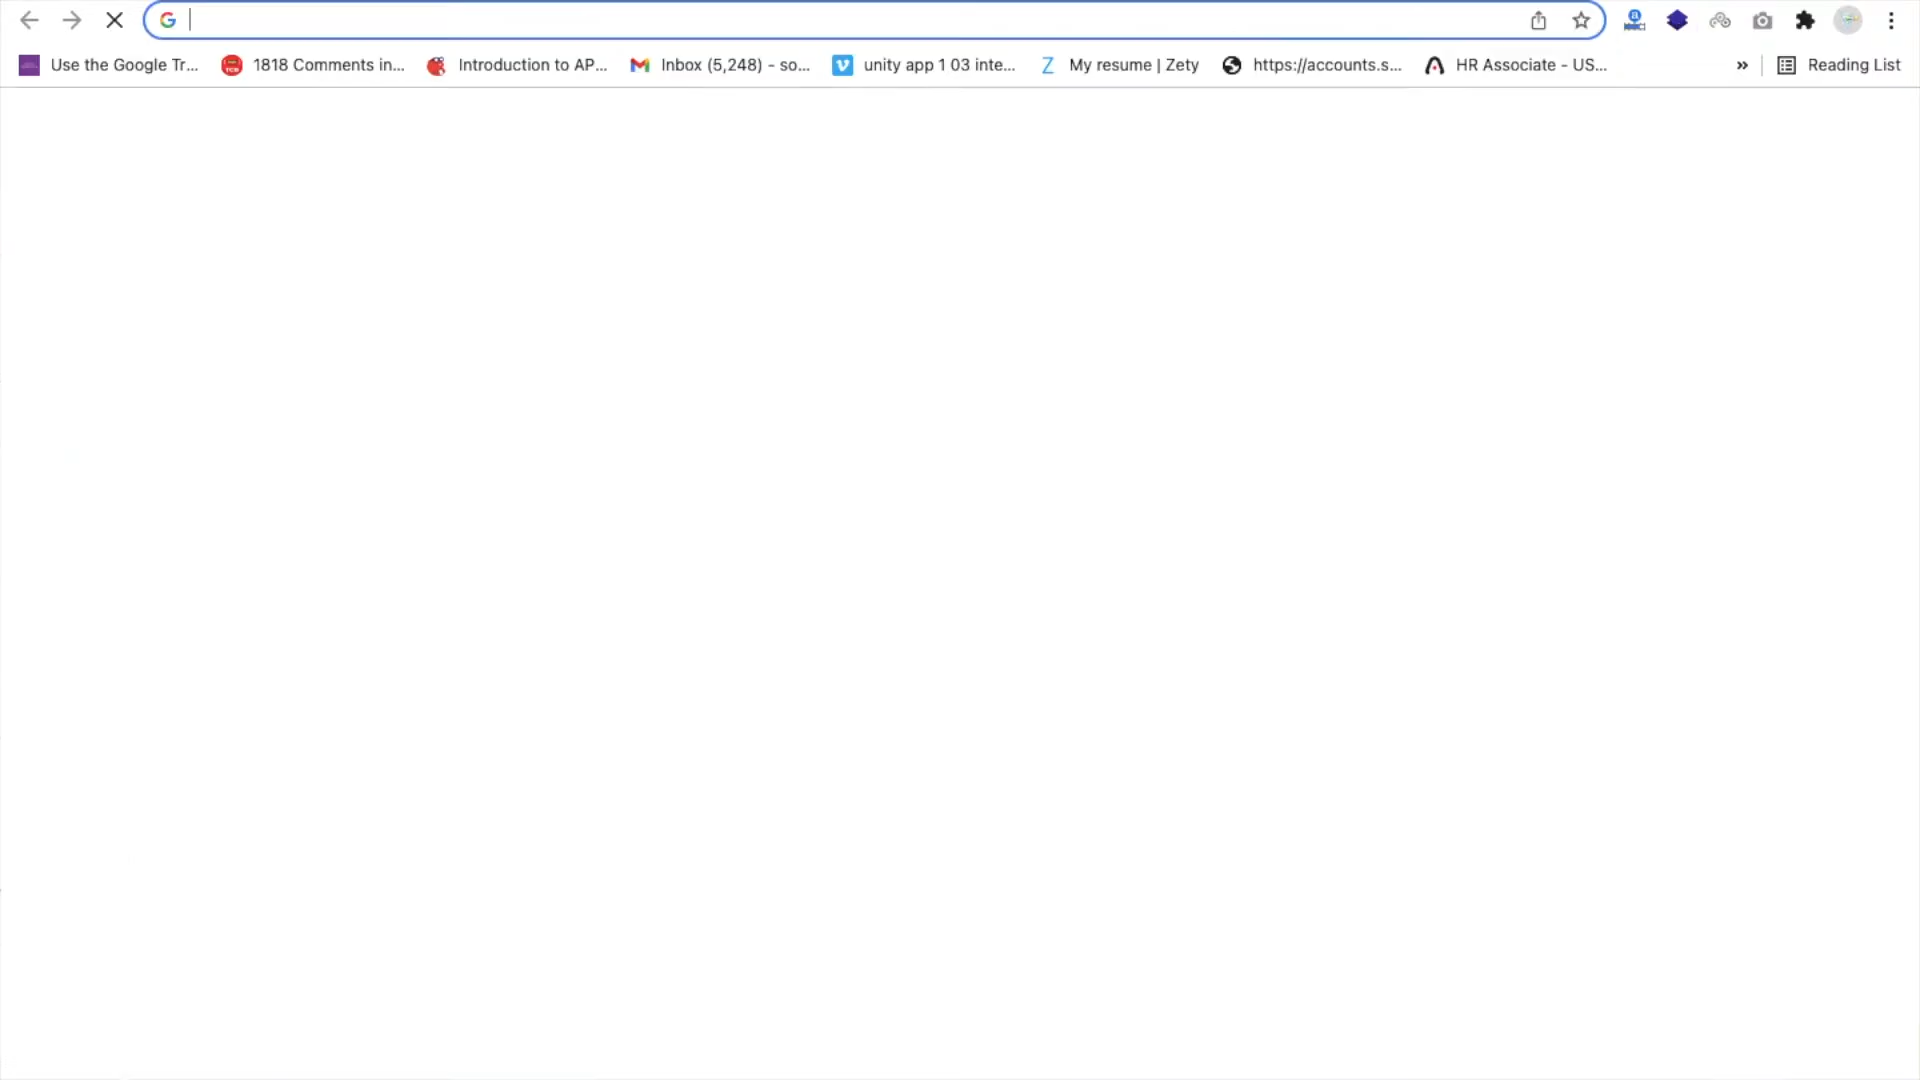 Use the Google Tr... 1818 Comments in... Introduction to AP... Inbox (5,248) - so... unity app 1 03 inte... My resume | Zety https://accounts.s... HR Associate - US... » Reading List